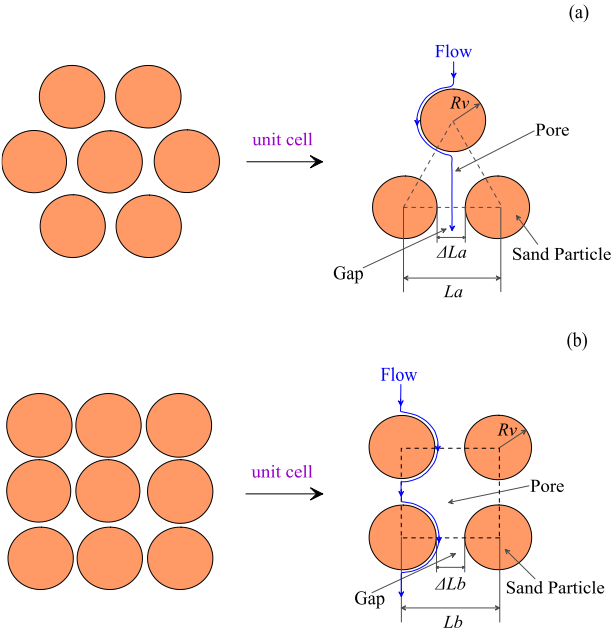 (a)
Flow
Rv
unit cell
Pore
Sand Particle
ΔLa
Gap
La
(b)
Flow
Rv
unit cell
Pore
Sand Particle
ΔLb
Gap
Lb